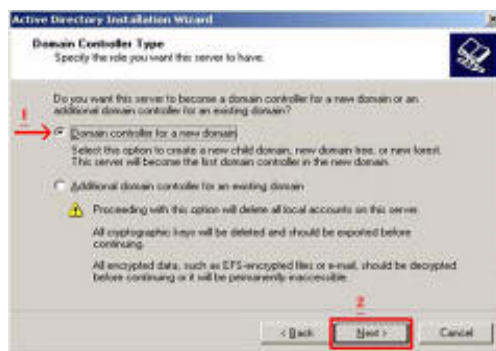 Active Directory Installation Wizard
Domain Controller Type
Specify the role you want this server to have.
Do you want this server to become a domain controller for a new domain or an
additional domain controller for an existing domain?
1
Domain controller for a new domain
Select this option to create a new child domain, new domain tree, or new forest.
This server will become the first domain controller in the new domain.
Additional domain controller for an existing domain
Proceeding with this option will delete all local accounts on this server.
All cryptographic keys will be deleted and should be exported before
continuing.
All encrypted data, such as EFS-encrypted files or e-mail, should be decrypted
before continuing or it will be permanently inaccessible.
2
< Back
Next >
Cancel